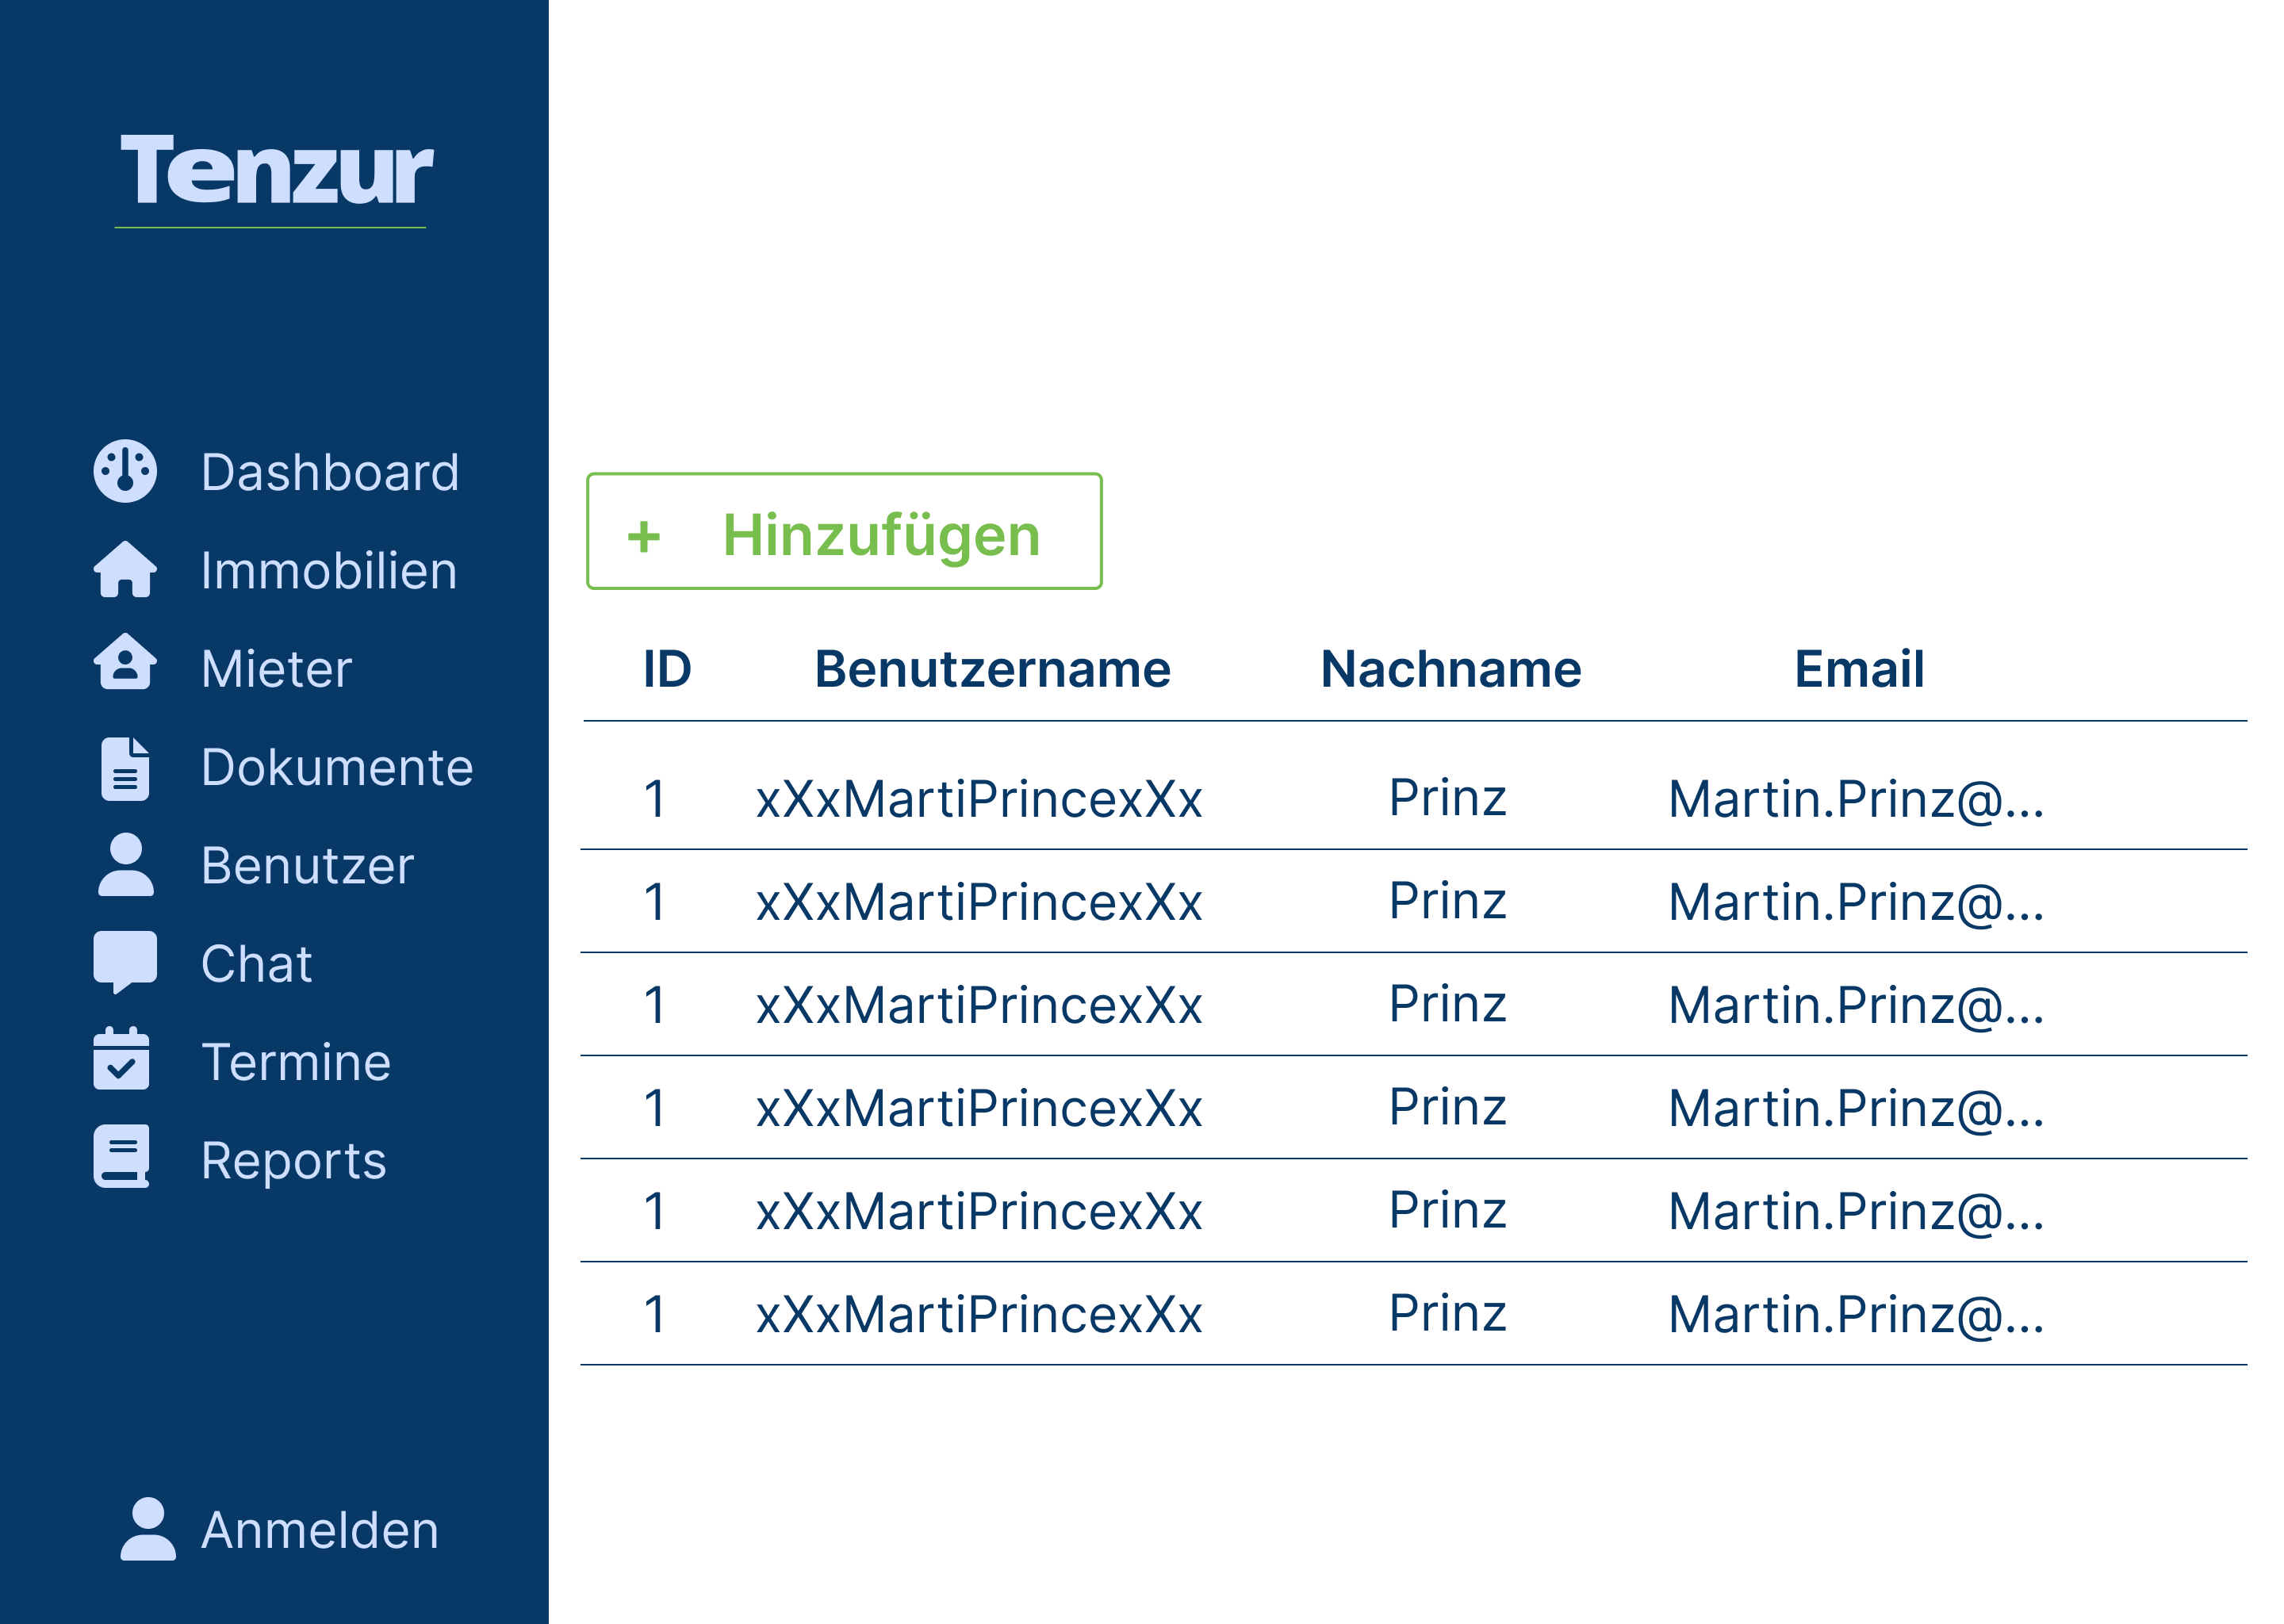 Tenzur
Dashboard
Immobilien
Mieter
Dokumente
Benutzer
Chat
Termine
Reports
Anmelden
+ Hinzufügen
ID Benutzername Nachname Email
1 xXxMartiPrincexXx Prinz Martin.Prinz@...
1 xXxMartiPrincexXx Prinz Martin.Prinz@...
1 xXxMartiPrincexXx Prinz Martin.Prinz@...
1 xXxMartiPrincexXx Prinz Martin.Prinz@...
1 xXxMartiPrincexXx Prinz Martin.Prinz@...
1 xXxMartiPrincexXx Prinz Martin.Prinz@...